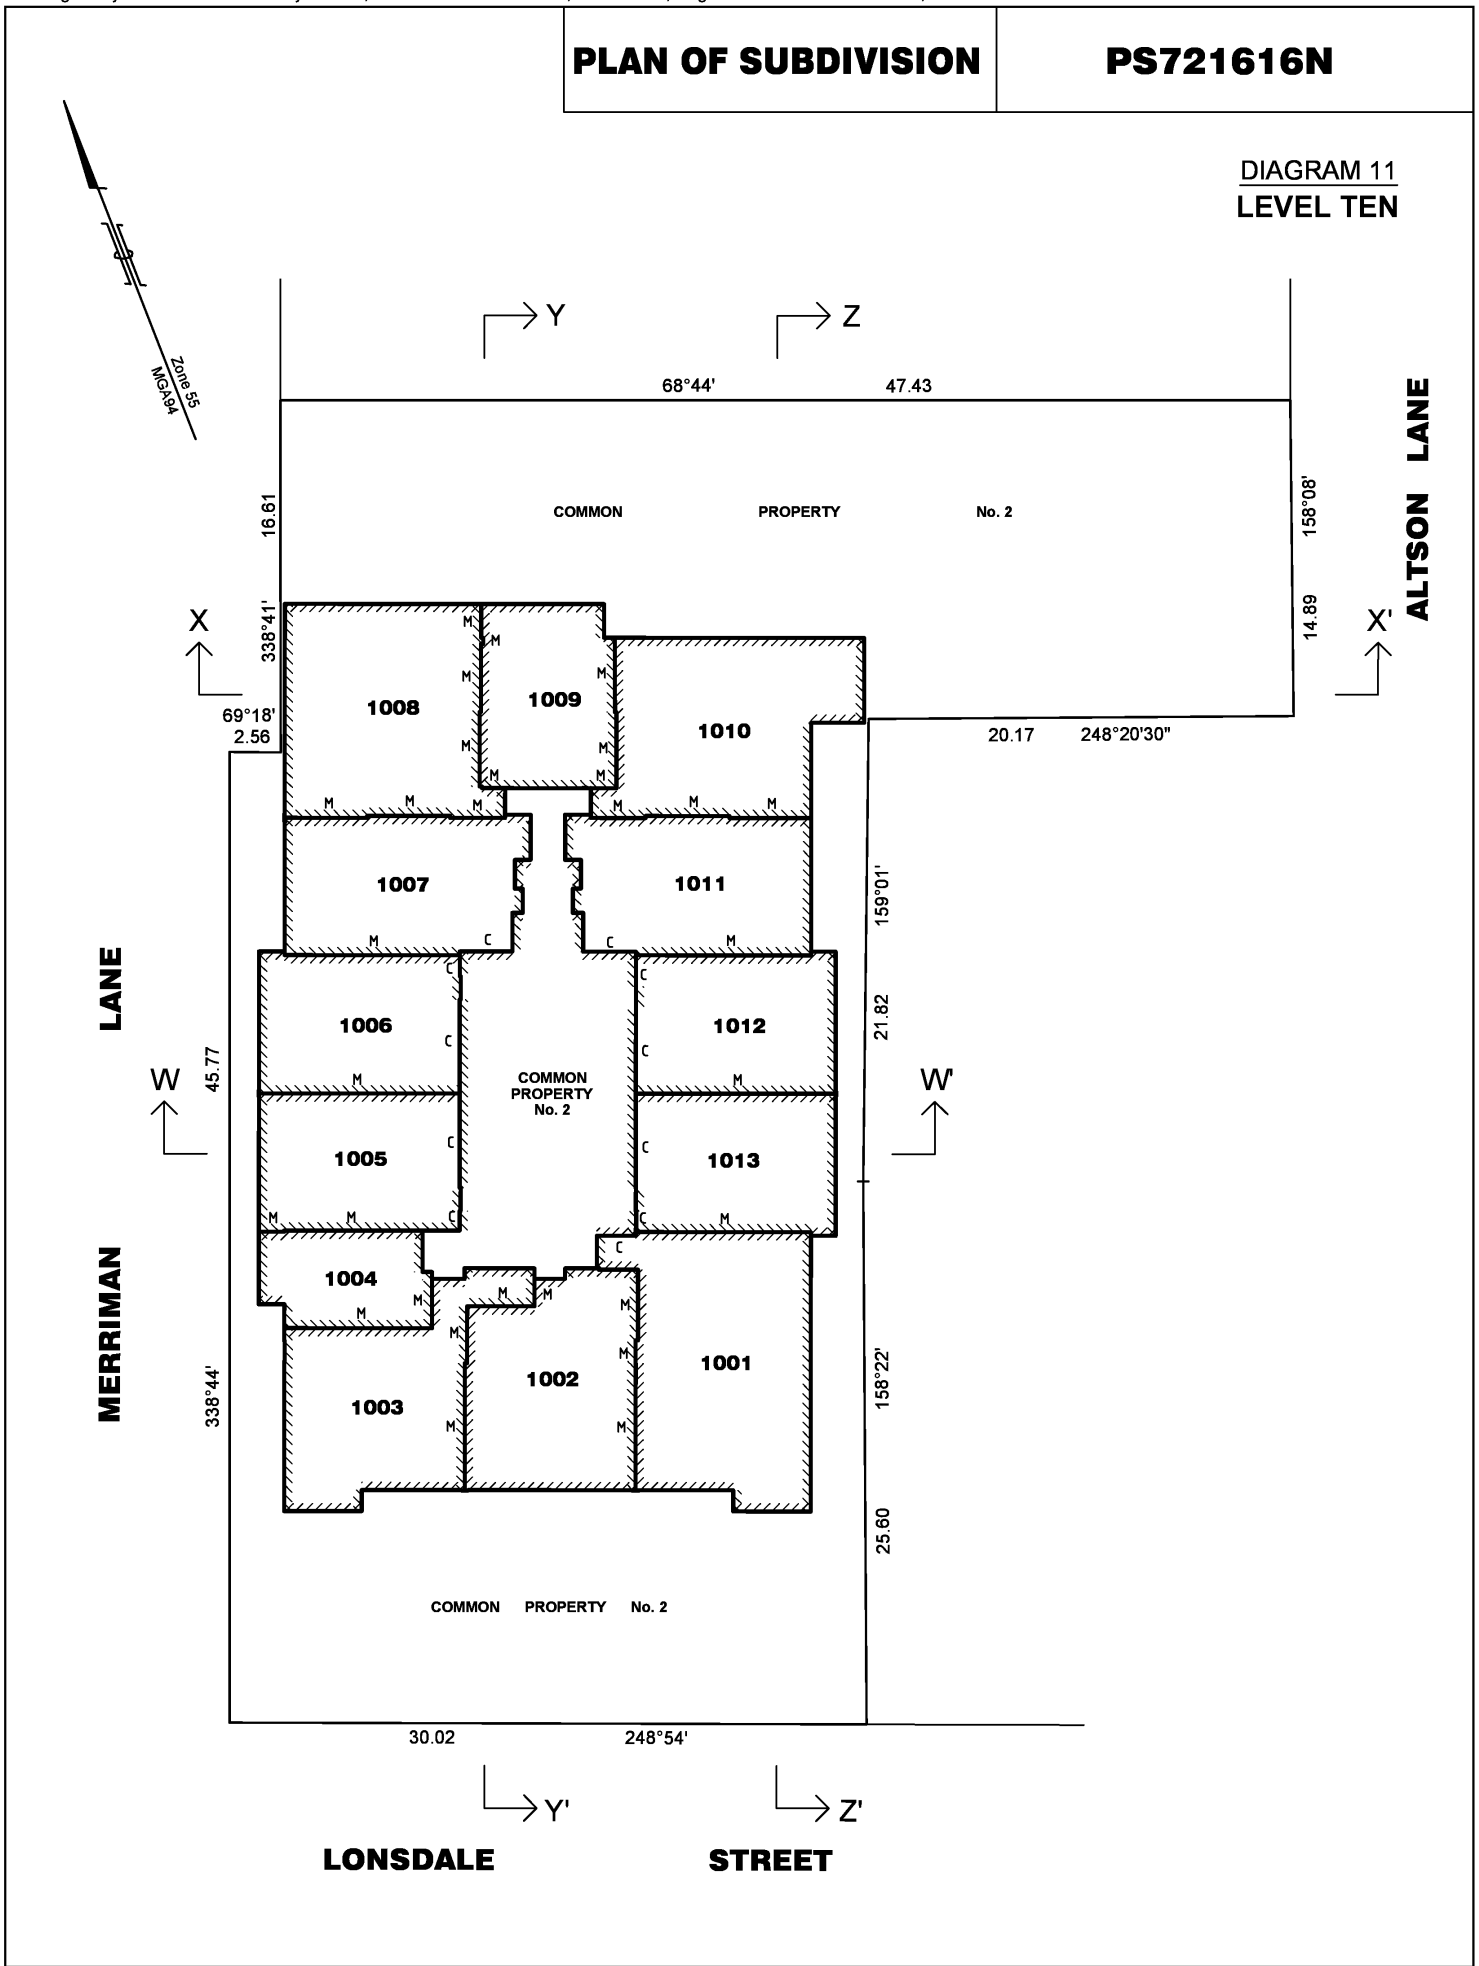 PLAN OF SUBDIVISION
PS721616N
DIAGRAM 11
LEVEL TEN
Zone 55
MGA94
Y
Z
68°44'
47.43
COMMON PROPERTY No. 2
16.61
338°41'
158°08'
14.89
ALTSON LANE
X
X'
69°18'
2.56
20.17
248°20'30"
M
M
M
M
M
M
M
M
M
M
M
M
M
M
1008
1009
1010
1007
1011
M
C
C
M
159°01'
21.82
C
C
1006
1012
C
C
M
M
COMMON
PROPERTY
No. 2
W
W'
45.77
MERRIMAN LANE
C
C
1005
1013
M
M
C
C
M
C
1004
M
M
M
M
M
M
M
M
M
1003
1002
1001
338°44'
158°22'
25.60
COMMON PROPERTY No. 2
30.02
248°54'
Y'
Z'
LONSDALE STREET